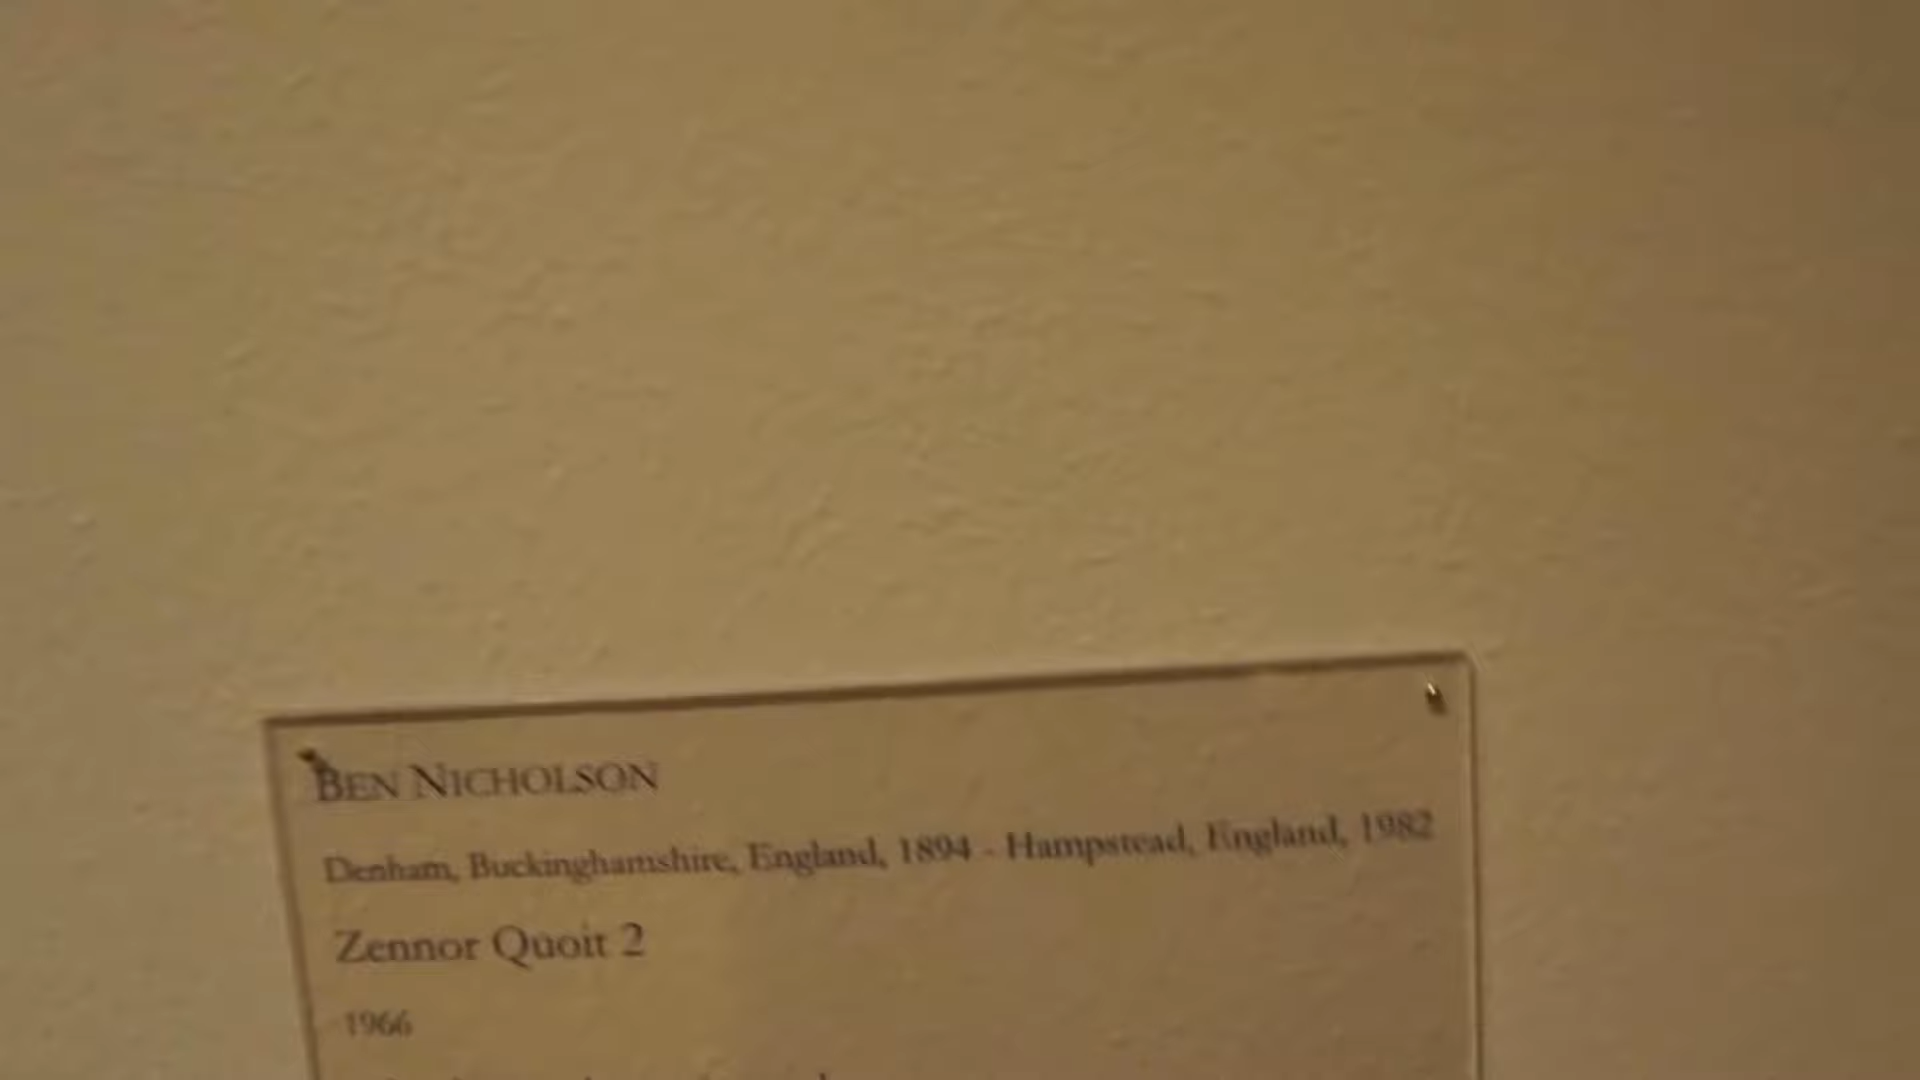 BEN NICHOLSON
Denham, Buckinghamshire, England, 1894 - Hampstead, England, 1982
Zennor Quoit 2
1966